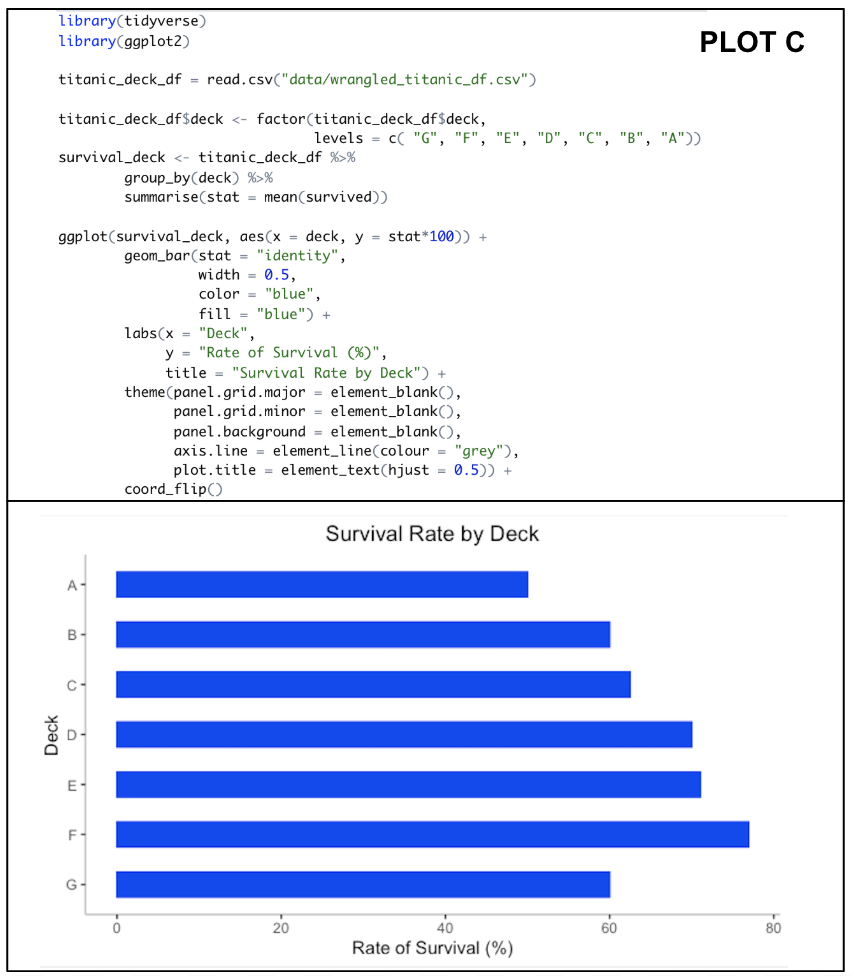 library(tidyverse)
library(ggplot2)
PLOT C
titanic_deck_df = read.csv("data/wrangled_titanic_df.csv")
titanic_deck_df$deck <- factor(titanic_deck_df$deck,
levels = c( "G", "F", "E", "D", "C", "B", "A"))
survival_deck <- titanic_deck_df %>%
group_by(deck) %>%
summarise(stat = mean(survived))
ggplot(survival_deck, aes(x = deck, y = stat*100)) +
geom_bar(stat = "identity",
width = 0.5,
color = "blue",
fill = "blue") +
labs(x = "Deck",
y = "Rate of Survival (%)",
title = "Survival Rate by Deck") +
theme(panel.grid.major = element_blank(),
panel.grid.minor = element_blank(),
panel.background = element_blank(),
axis.line = element_line(colour = "grey"),
plot.title = element_text(hjust = 0.5)) +
coord_flip()
Survival Rate by Deck
A
B
C
D
E
F
G
Deck
0 20 40 60 80
Rate of Survival (%)